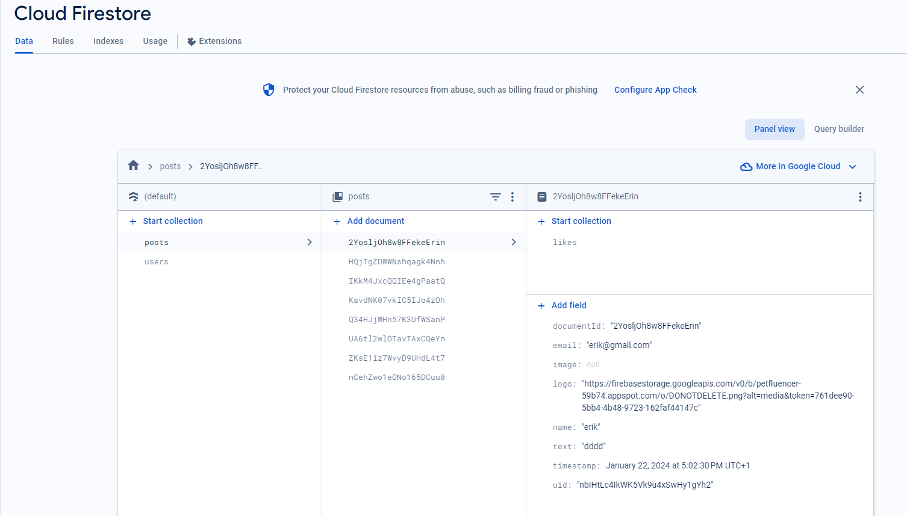 Cloud Firestore
Data Rules Indexes Usage Extensions
Protect your Cloud Firestore resources from abuse, such as billing fraud or phishing Configure App Check
Panel view Query builder
posts 2YosljOh8w8FF..
More in Google Cloud
(default)
Start collection
posts
users
posts
Add document
2YosljOh8w8FFekeErin
HQjTgZDWWNshqagk4Nnh
IKkM4JxcQQIEe4gPaatQ
KavdNK07vkIC5IJo4zOh
Q34HJjWHn57K3UfWSanP
UA6tl2wlOTavTAxCQeYn
ZKsE1iz7WvyD9UHdL4t7
nCehZwo1eQNo165DCuu8
2YosljOh8w8FFekeErin
Start collection
likes
Add field
documentId: "2YosljOh8w8FFekeErin"
email: "erik@gmail.com"
image: null
logo: "https://firebasestorage.googleapis.com/v0/b/petfluencer-
59b74.appspot.com/o/DONOTDELETE.png?alt=media&token=761dee90-
5bb4-4b48-9723-162faf44147c"
name: "erik"
text: "dddd"
timestamp: January 22, 2024 at 5:02:30 PM UTC+1
uid: "nbIHtLc4IkWK5Vk9u4xSwHy1gYh2"